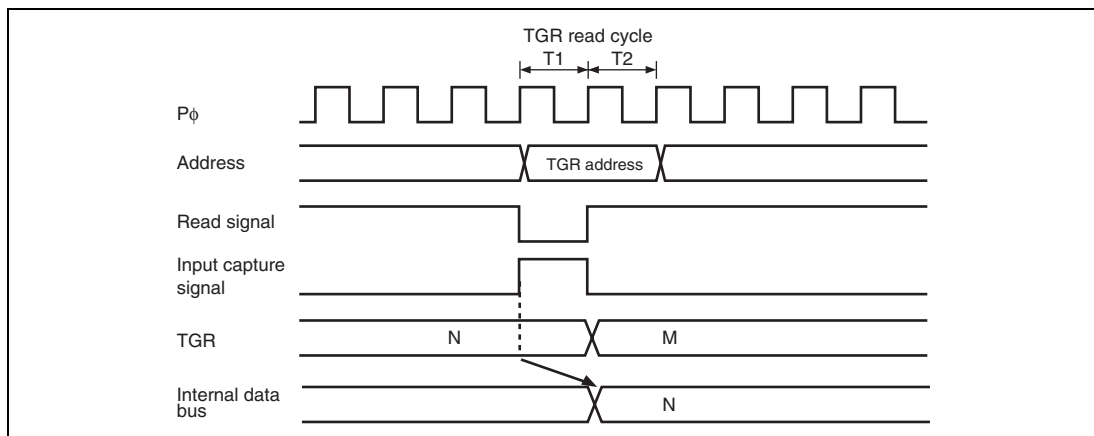 TGR read cycle
T1 T2
Pφ
Address
TGR address
Read signal
Input capture
signal
TGR
N M
Internal data
bus
N